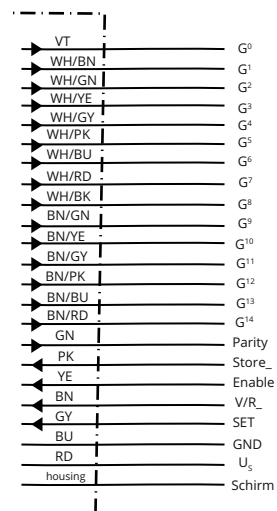 VT G⁰
WH/BN G¹
WH/GN G²
WH/YE G³
WH/GY G⁴
WH/PK G⁵
WH/BU G⁶
WH/RD G⁷
WH/BK G⁸
BN/GN G⁹
BN/YE G¹⁰
BN/GY G¹¹
BN/PK G¹²
BN/BU G¹³
BN/RD G¹⁴
GN Parity
PK Store_
YE Enable
BN V/R_
GY SET
BU GND
RD Uₛ
housing Schirm